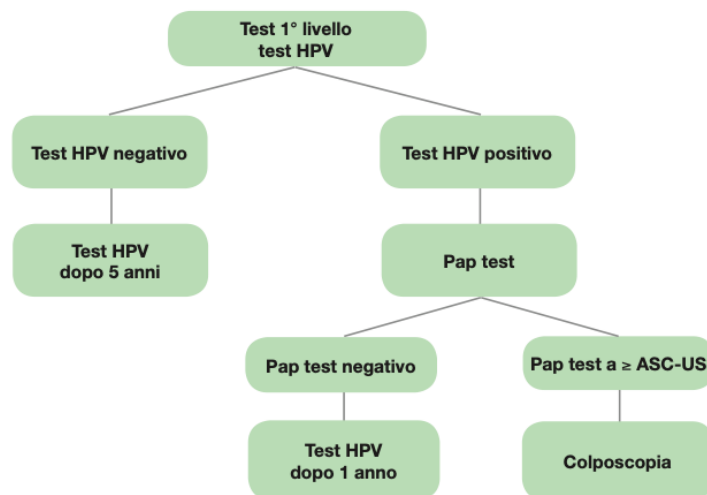 Test 1° livello
test HPV
Test HPV negativo
Test HPV positivo
Test HPV
dopo 5 anni
Pap test
Pap test negativo
Pap test a ≥ ASC-US
Test HPV
dopo 1 anno
Colposcopia